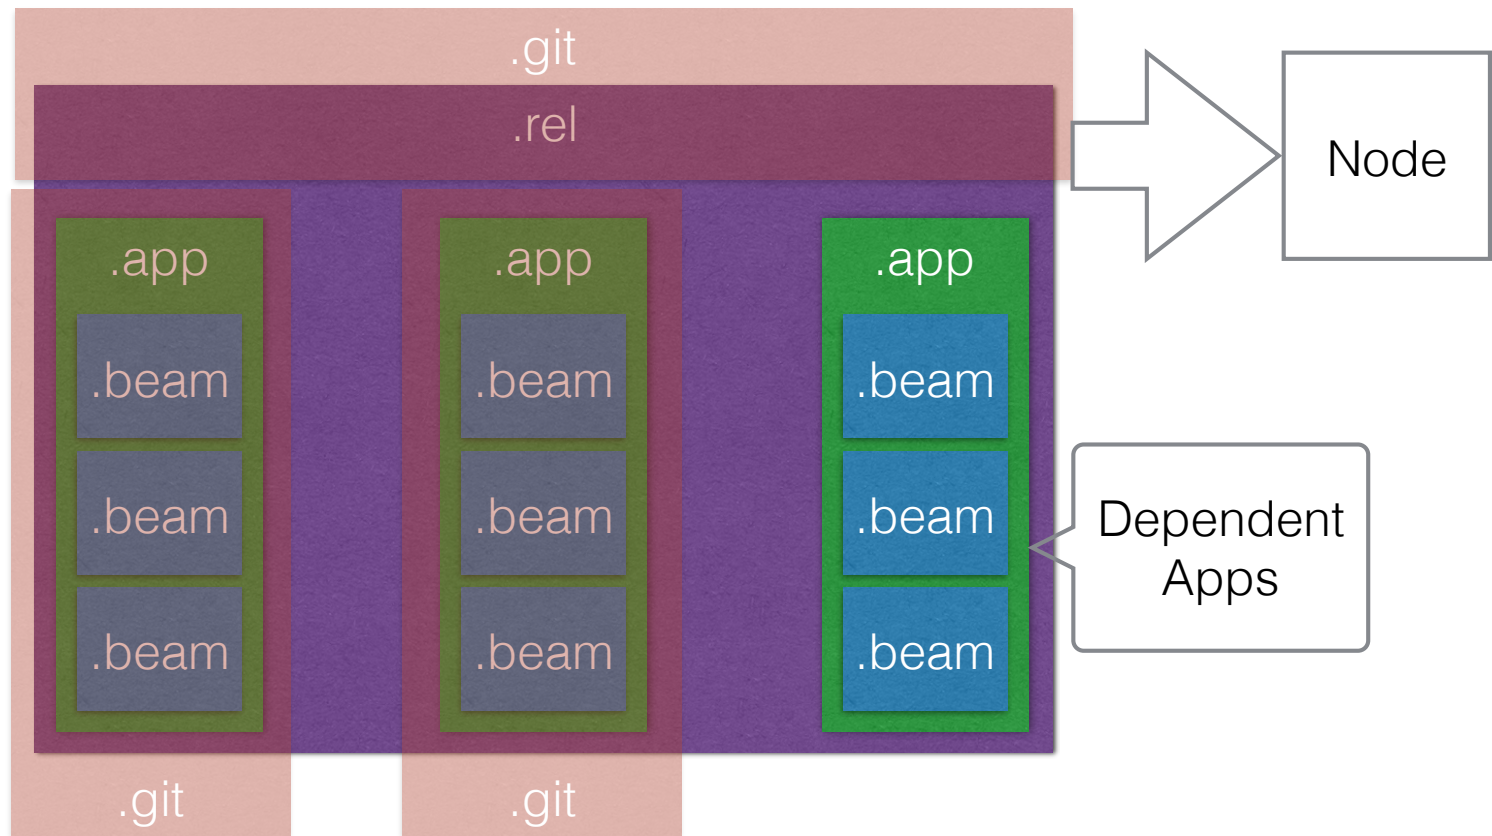 .git
.rel
Node
.app
.beam
.beam
.beam
.app
.beam
.beam
.beam
.app
.beam
.beam
.beam
Dependent
Apps
.git
.git